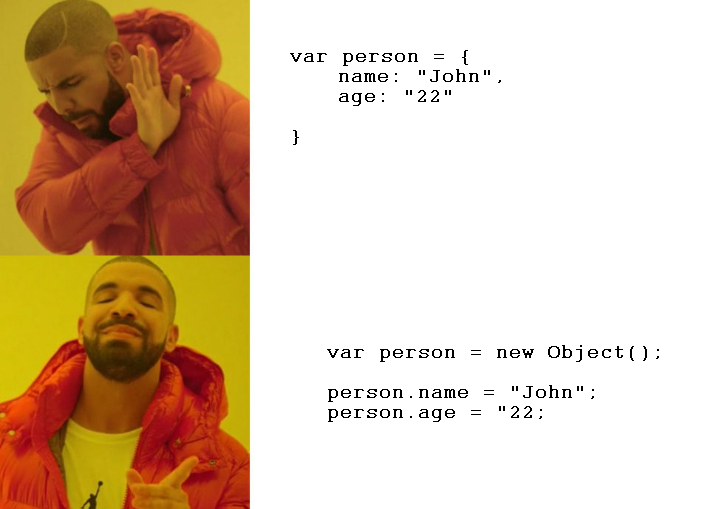 var person = {
    name: "John",
    age: "22"
}
var person = new Object();
person.name = "John";
person.age = "22;